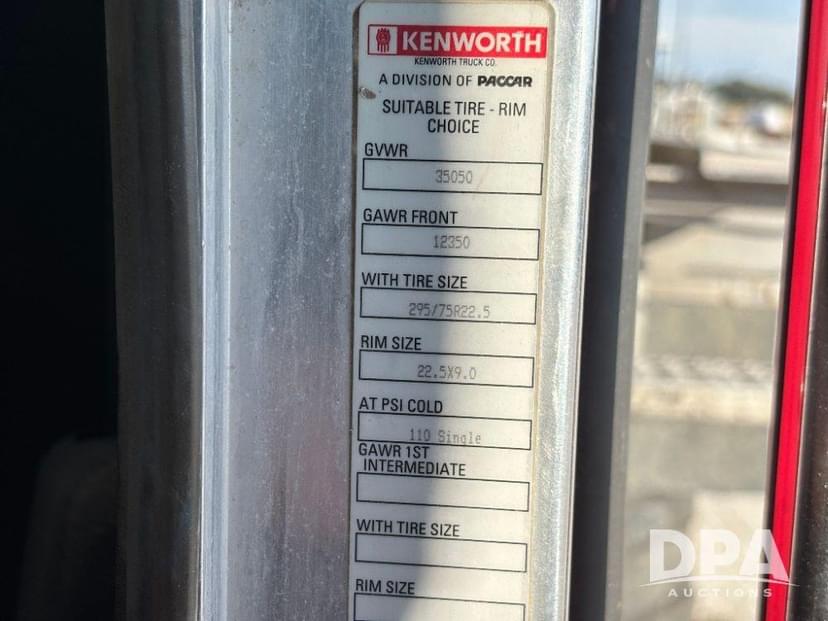 KENWORTH
KENWORTH TRUCK CO.
A DIVISION OF PACCAR
SUITABLE TIRE - RIM
CHOICE
GVWR
35050
GAWR FRONT
12350
WITH TIRE SIZE
295/75R22.5
RIM SIZE
22.5X9.0
AT PSI COLD
110 Single
GAWR 1ST
INTERMEDIATE
WITH TIRE SIZE
RIM SIZE
DPA
AUCTIONS